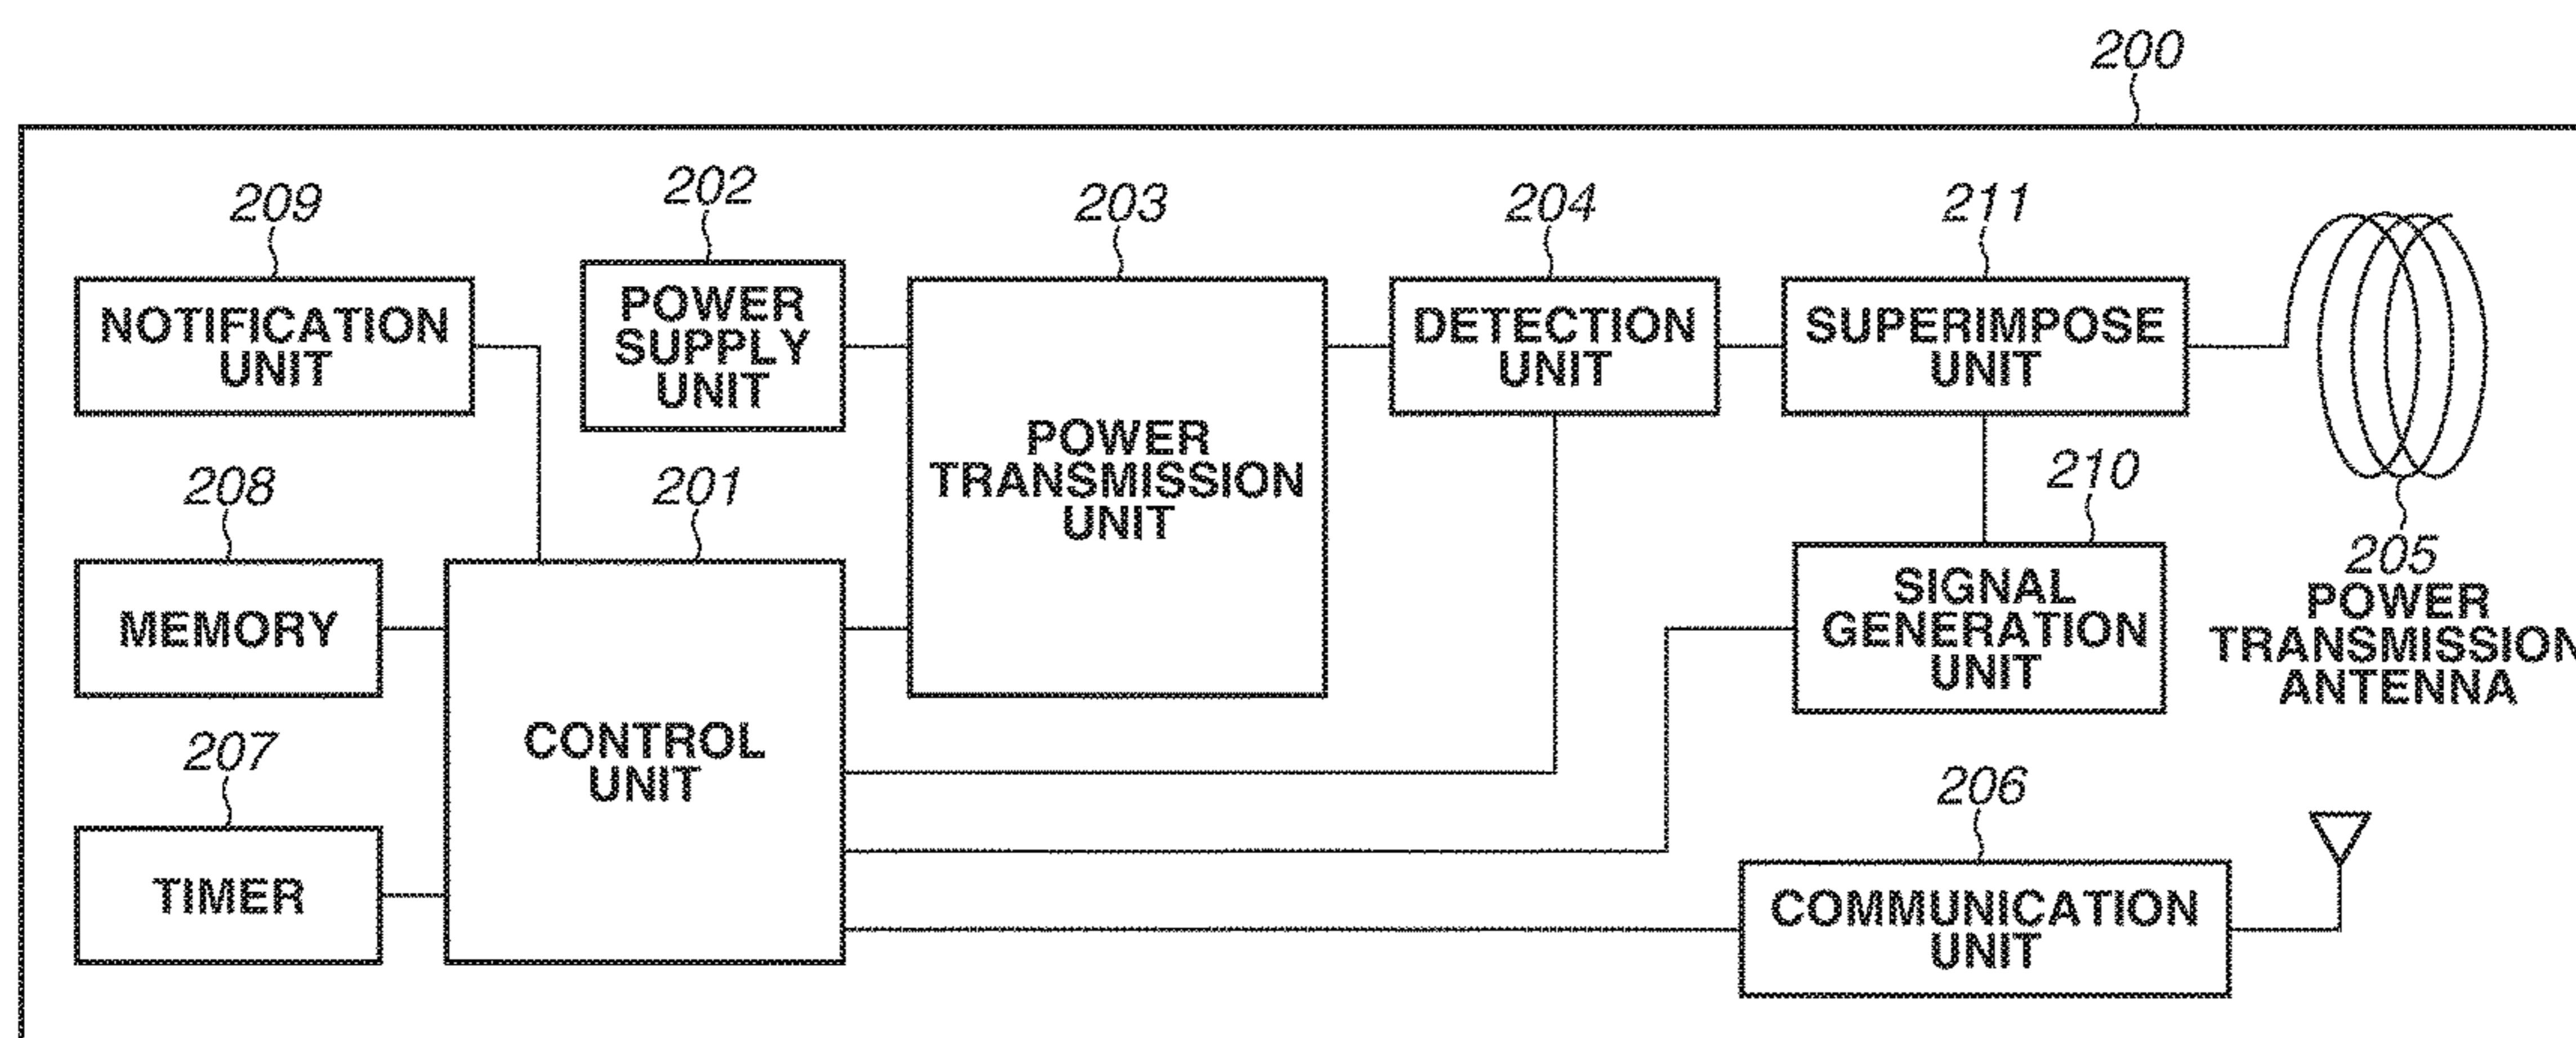 200
209
NOTIFICATION
UNIT
202
POWER
SUPPLY
UNIT
203
POWER
TRANSMISSION
UNIT
204
DETECTION
UNIT
211
SUPERIMPOSE
UNIT
205
POWER
TRANSMISSION
ANTENNA
208
MEMORY
201
CONTROL
UNIT
210
SIGNAL
GENERATION
UNIT
207
TIMER
206
COMMUNICATION
UNIT